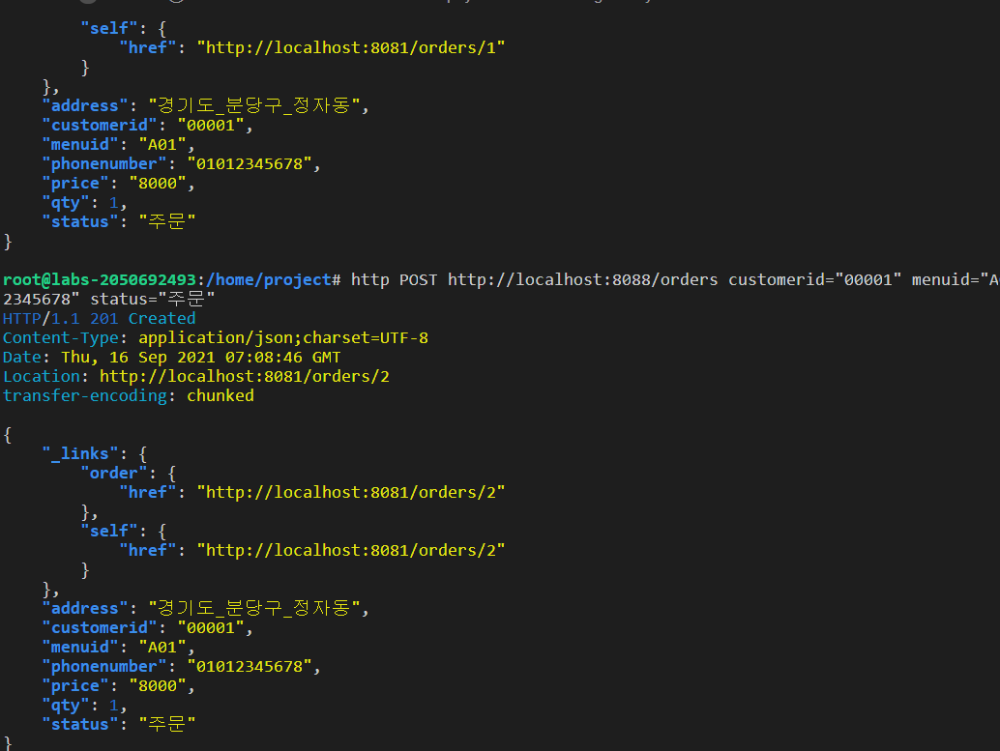 "self": {
            "href": "http://localhost:8081/orders/1"
        }
    },
    "address": "경기도_분당구_정자동",
    "customerid": "00001",
    "menuid": "A01",
    "phonenumber": "01012345678",
    "price": "8000",
    "qty": 1,
    "status": "주문"
}
root@labs-2050692493:/home/project# http POST http://localhost:8088/orders customerid="00001" menuid="A
2345678" status="주문"
HTTP/1.1 201 Created
Content-Type: application/json;charset=UTF-8
Date: Thu, 16 Sep 2021 07:08:46 GMT
Location: http://localhost:8081/orders/2
transfer-encoding: chunked
{
    "_links": {
        "order": {
            "href": "http://localhost:8081/orders/2"
        },
        "self": {
            "href": "http://localhost:8081/orders/2"
        }
    },
    "address": "경기도_분당구_정자동",
    "customerid": "00001",
    "menuid": "A01",
    "phonenumber": "01012345678",
    "price": "8000",
    "qty": 1,
    "status": "주문"
}